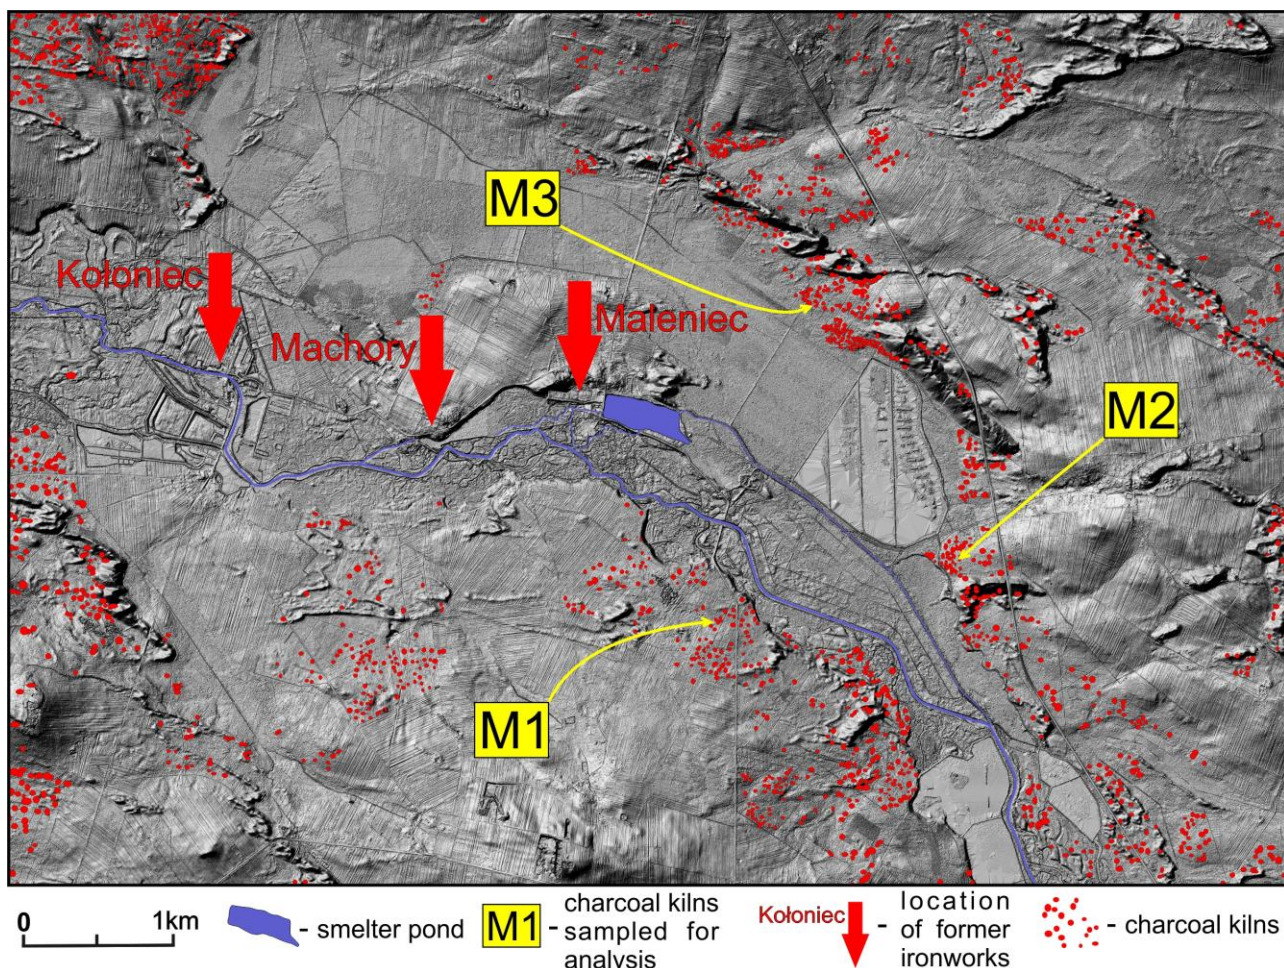 M3
Kołoniec
Maleniec
Machory
M2
M1
0 1km
- smelter pond
M1 - charcoal kilns
sampled for
analysis
Kołoniec - location
of former
ironworks
- charcoal kilns